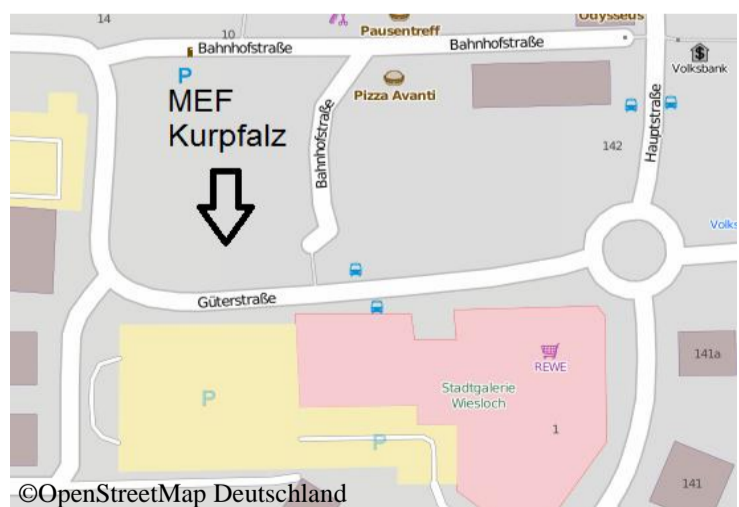 14
10
Pausentreff
Odysseus
Bahnhofstraße
Bahnhofstraße
Volksbank
P
Pizza Avanti
MEF
Kurpfalz
Bahnhofstraße
Hauptstraße
142
Volks
Güterstraße
REWE
141a
Stadtgalerie
Wiesloch
P
1
P
141
©OpenStreetMap Deutschland